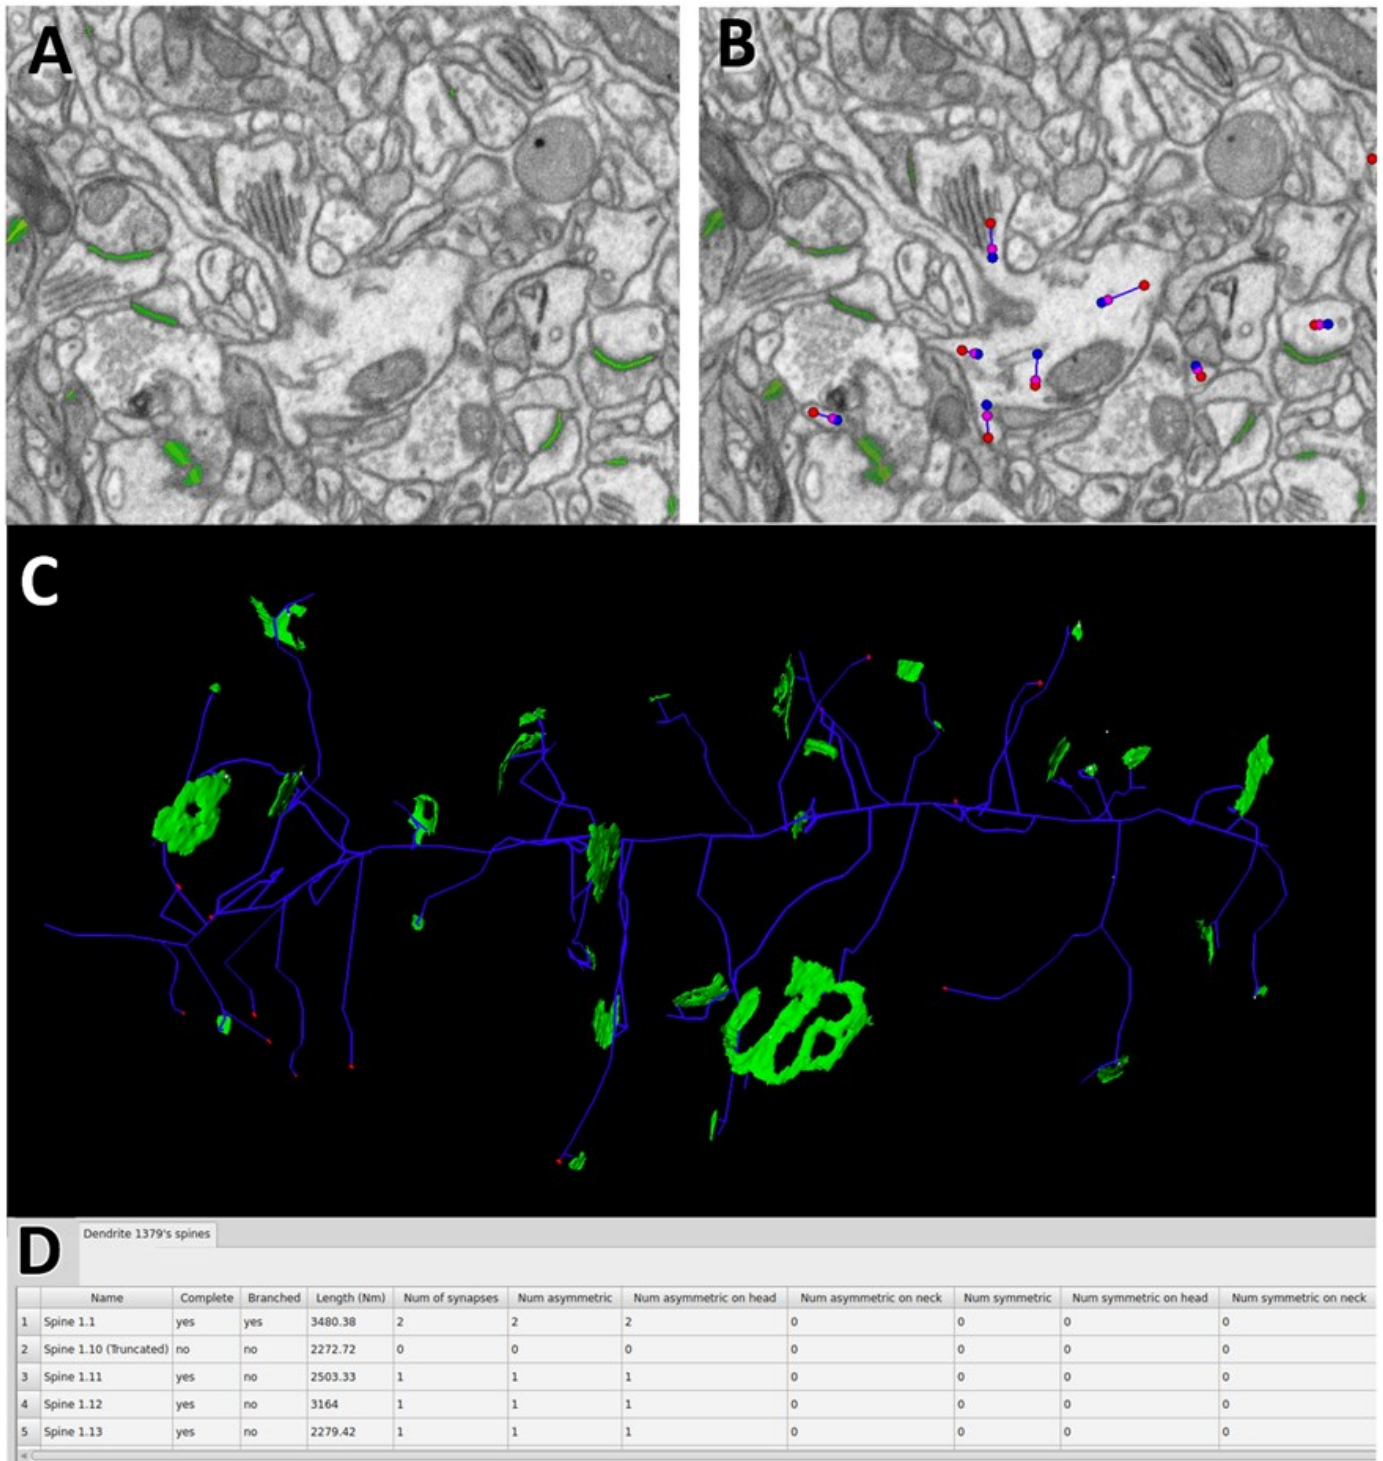 A
B
C
D
Dendrite 1379's spines
Name Complete Branched Length (Nm) Num of synapses Num asymmetric Num asymmetric on head Num asymmetric on neck Num symmetric Num symmetric on head Num symmetric on neck
1 Spine 1.1 yes yes 3480.38 2 2 2 0 0 0 0
2 Spine 1.10 (Truncated) no no 2272.72 0 0 0 0 0 0 0
3 Spine 1.11 yes no 2503.33 1 1 1 0 0 0 0
4 Spine 1.12 yes no 3164 1 1 1 0 0 0 0
5 Spine 1.13 yes no 2279.42 1 1 1 0 0 0 0